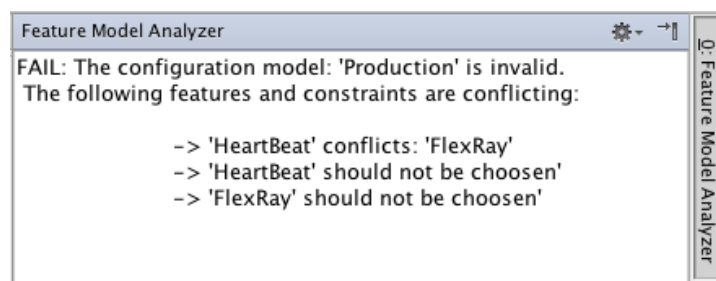 Feature Model Analyzer
FAIL: The configuration model: 'Production' is invalid.
The following features and constraints are conflicting:
-> 'HeartBeat' conflicts: 'FlexRay'
-> 'HeartBeat' should not be choosen'
-> 'FlexRay' should not be choosen'
0: Feature Model Analyzer